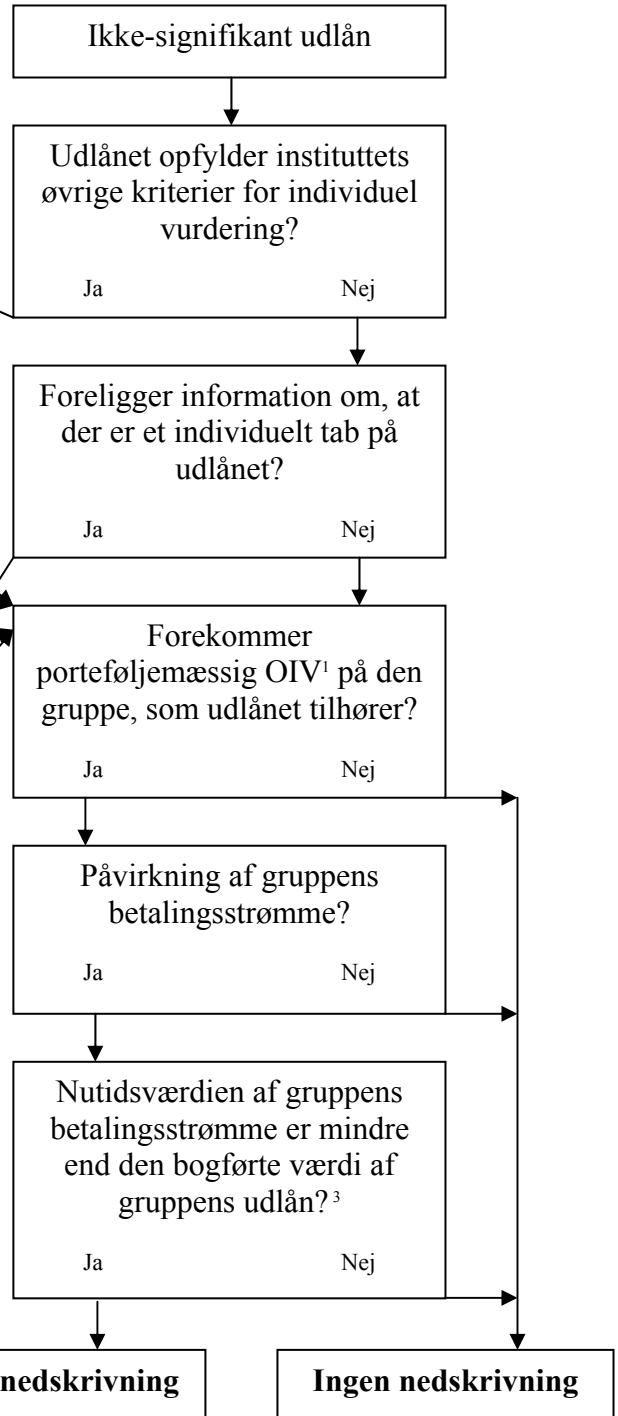 Ikke-signifikant udlån
Udlånet opfylder instituttets
øvrige kriterier for individuel
vurdering?
Ja Nej
Foreligger information om, at
der er et individuelt tab på
udlånet?
Ja Nej
Forekommer
porteføljemæssig OIV¹ på den
gruppe, som udlånet tilhører?
Ja Nej
Påvirkning af gruppens
betalingsstrømme?
Ja Nej
Nutidsværdien af gruppens
betalingsstrømme er mindre
end den bogførte værdi af
gruppens udlån? ³
Ja Nej
nedskrivning Ingen nedskrivning